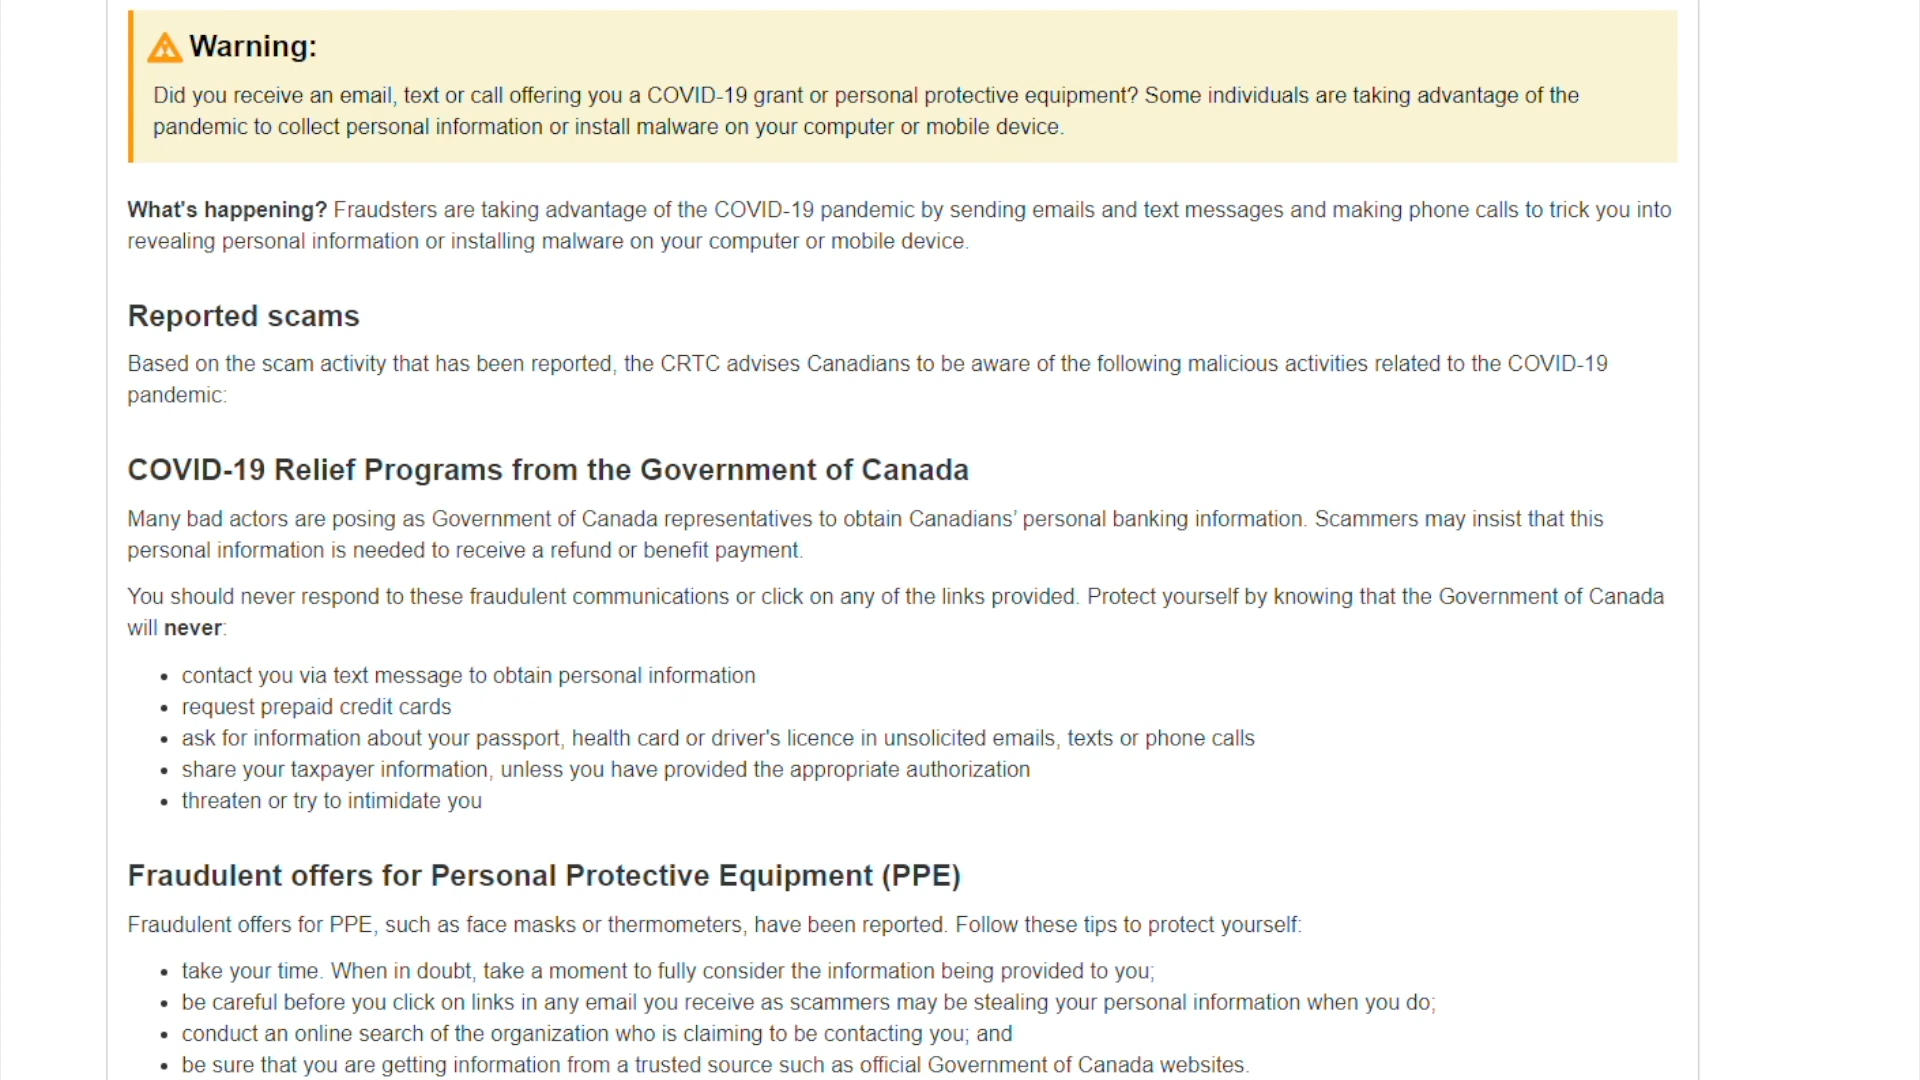 Warning:
Did you receive an email, text or call offering you a COVID-19 grant or personal protective equipment? Some individuals are taking advantage of the
pandemic to collect personal information or install malware on your computer or mobile device.
What's happening? Fraudsters are taking advantage of the COVID-19 pandemic by sending emails and text messages and making phone calls to trick you into
revealing personal information or installing malware on your computer or mobile device.
Reported scams
Based on the scam activity that has been reported, the CRTC advises Canadians to be aware of the following malicious activities related to the COVID-19
pandemic:
COVID-19 Relief Programs from the Government of Canada
Many bad actors are posing as Government of Canada representatives to obtain Canadians’ personal banking information. Scammers may insist that this
personal information is needed to receive a refund or benefit payment.
You should never respond to these fraudulent communications or click on any of the links provided. Protect yourself by knowing that the Government of Canada
will never:
• contact you via text message to obtain personal information
• request prepaid credit cards
• ask for information about your passport, health card or driver's licence in unsolicited emails, texts or phone calls
• share your taxpayer information, unless you have provided the appropriate authorization
• threaten or try to intimidate you
Fraudulent offers for Personal Protective Equipment (PPE)
Fraudulent offers for PPE, such as face masks or thermometers, have been reported. Follow these tips to protect yourself:
• take your time. When in doubt, take a moment to fully consider the information being provided to you;
• be careful before you click on links in any email you receive as scammers may be stealing your personal information when you do;
• conduct an online search of the organization who is claiming to be contacting you; and
• be sure that you are getting information from a trusted source such as official Government of Canada websites.